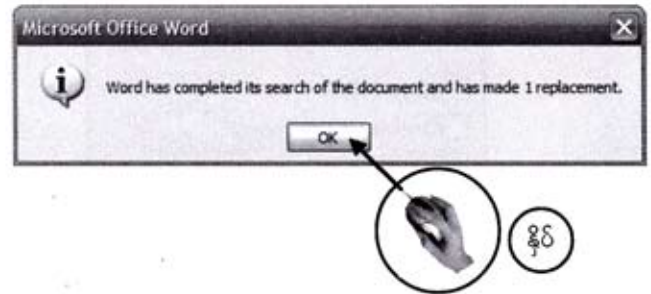 Microsoft Office Word
Word has completed its search of the document and has made 1 replacement.
OK
နှိပ်